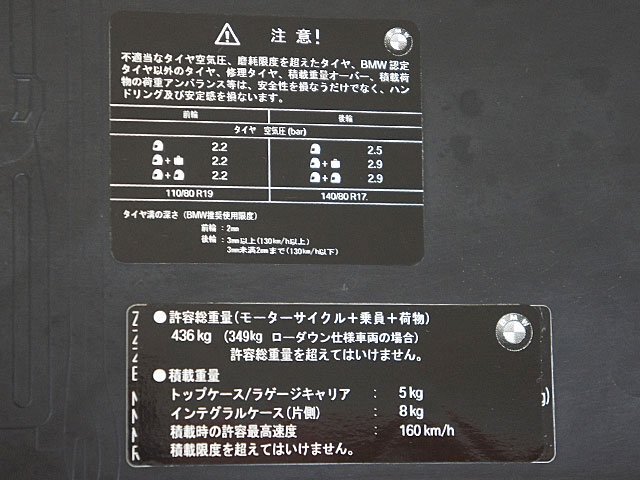 注意!
不適当なタイヤ空気圧、磨耗限度を超えたタイヤ、BMW認定
タイヤ以外のタイヤ、修理タイヤ、積載重量オーバー、積載荷
物の荷重アンバランス等は、安全性を損なうだけでなく、ハン
ドリング及び安定感を損ないます。
前輪 後輪
タイヤ 空気圧(bar)
2.2 2.5
+ 2.2 + 2.9
+ 2.2 + 2.9
110/80 R19 140/80 R17.
タイヤ溝の深さ(BMW推奨使用限度)
前輪 : 2mm
後輪 : 3mm以上(130km/h以上)
3mm未満2mmまで(130km/h以下)
●許容総重量(モーターサイクル+乗員+荷物)
436kg (349kg ローダウン仕様車両の場合)
許容総重量を超えてはいけません。
●積載重量
トップケース/ラゲージキャリア : 5kg
インテグラルケース(片側) : 8kg
積載時の許容最高速度 : 160km/h
積載限度を超えてはいけません。